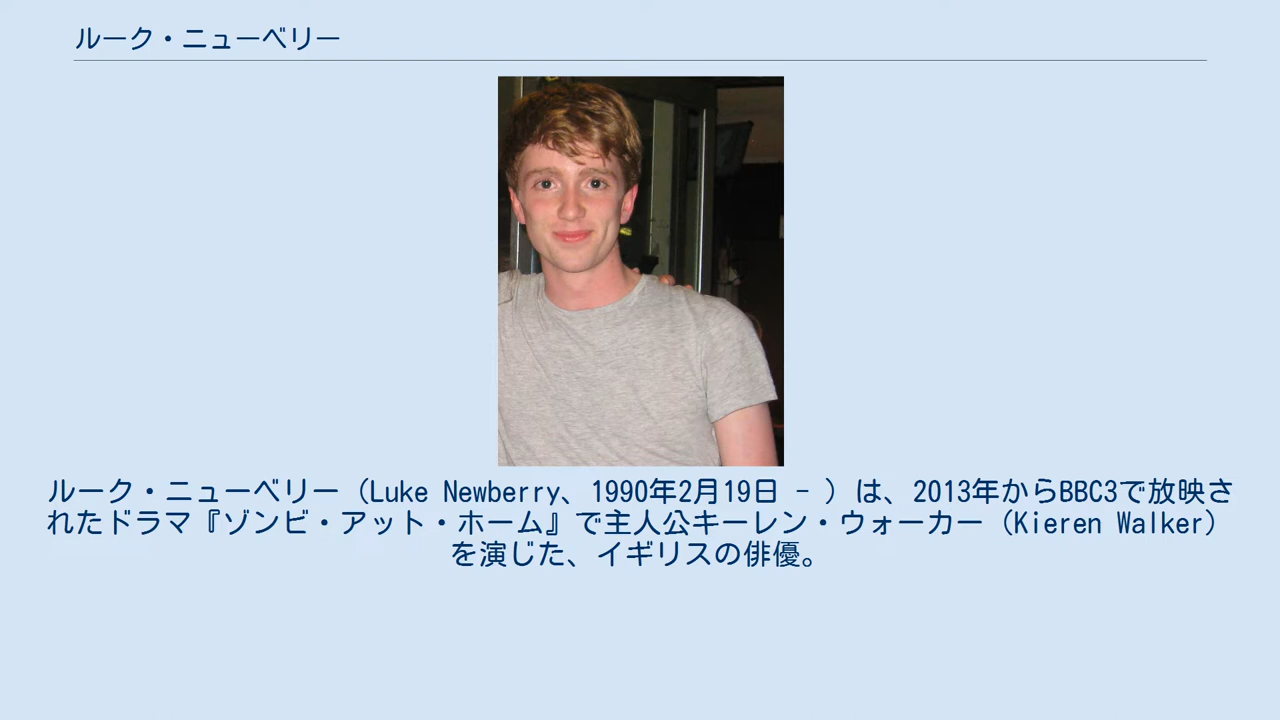 ルーク・ニューベリー
ルーク・ニューベリー（Luke Newberry、1990年2月19日 - ）は、2013年からBBC3で放映さ
れたドラマ『ゾンビ・アット・ホーム』で主人公キーレン・ウォーカー（Kieren Walker）
を演じた、イギリスの俳優。